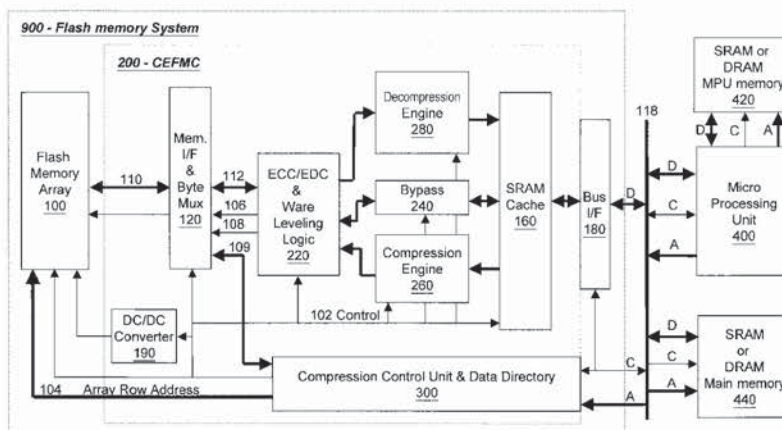 900 - Flash memory System
200 - CEFMC
SRAM or
DRAM
MPU memory
420
118
D
C
A
Decompression
Engine
280
Mem.
I/F
&
Byte
Mux
120
Flash
Memory
Array
100
110
112
106
108
109
ECC/EDC
&
Ware
Leveling
Logic
220
Bypass
240
Compression
Engine
260
SRAM
Cache
160
Bus
I/F
180
D
D
C
A
Micro
Processing
Unit
400
102 Control
DC/DC
Converter
190
104
Array Row Address
Compression Control Unit & Data Directory
300
C
A
D
C
A
SRAM
or
DRAM
Main memory
440